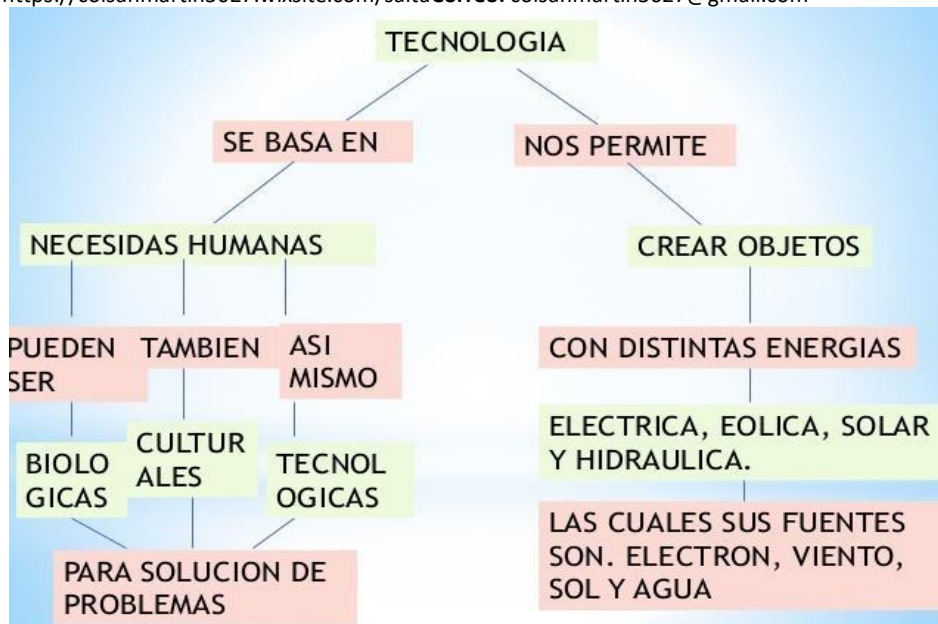 TECNOLOGIA
SE BASA EN
NOS PERMITE
NECESIDAS HUMANAS
CREAR OBJETOS
PUEDEN
SER
TAMBIEN
ASI
MISMO
CON DISTINTAS ENERGIAS
BIOLO
GICAS
CULTUR
ALES
TECNOL
OGICAS
ELECTRICA, EOLICA, SOLAR
Y HIDRAULICA.
PARA SOLUCION DE
PROBLEMAS
LAS CUALES SUS FUENTES
SON. ELECTRON, VIENTO,
SOL Y AGUA